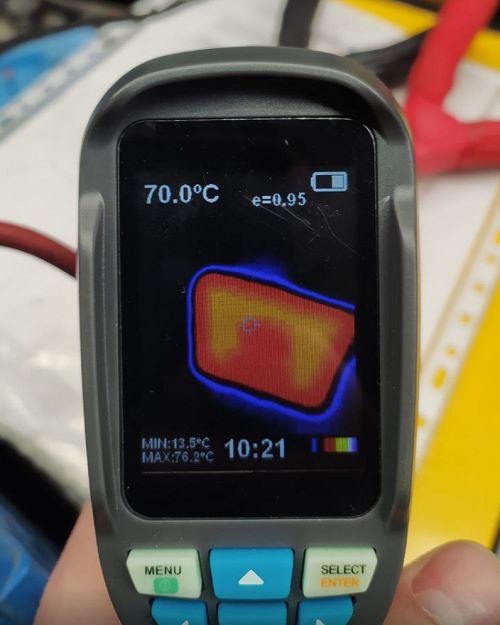 70.0°C
e=0.95
MIN:13.5°C
MAX:76.2°C
10:21
MENU
SELECT
ENTER